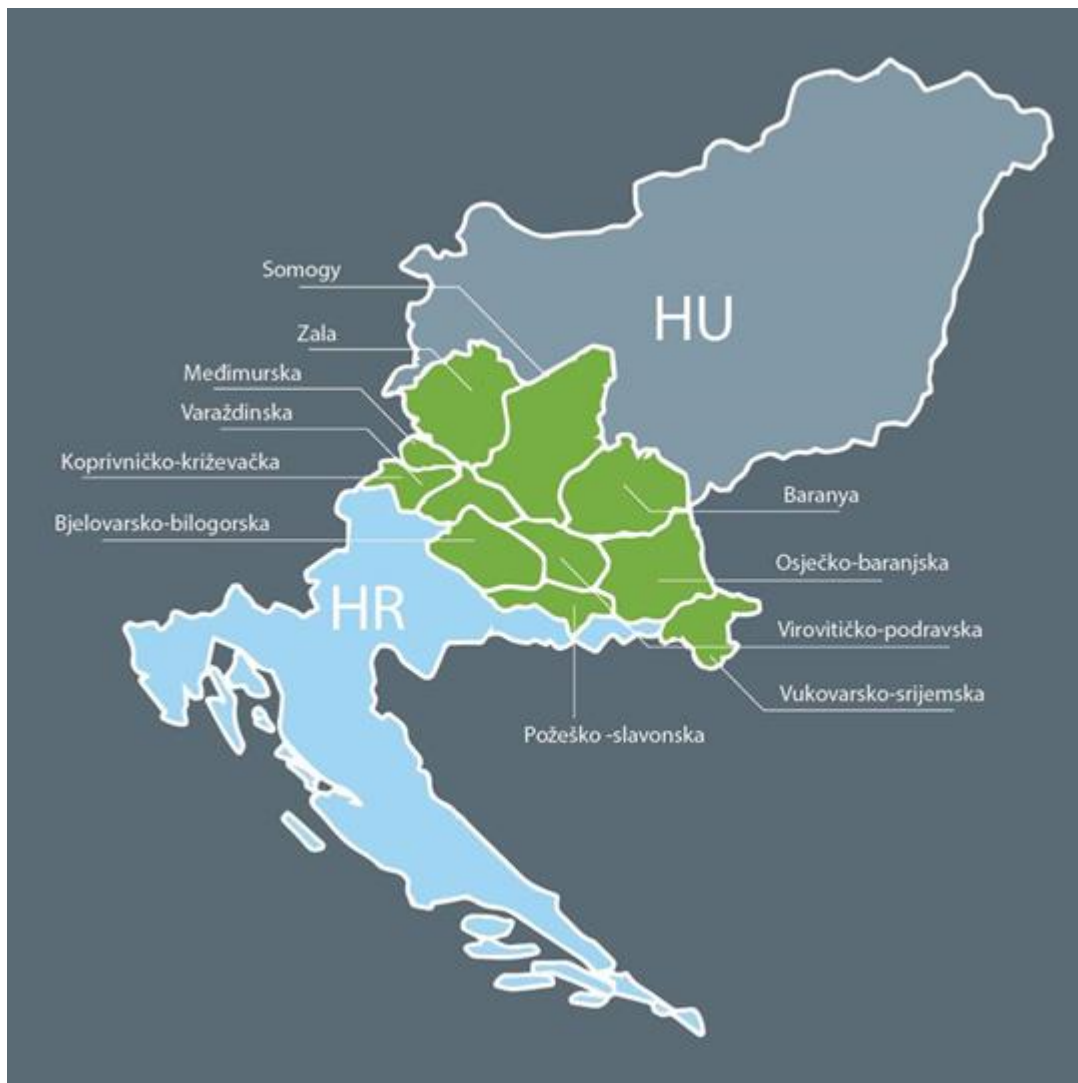 Somogy
HU
Zala
Međimurska
Varaždinska
Koprivničko-križevačka
Baranya
Bjelovarsko-bilogorska
Osječko-baranjska
HR
Virovitičko-podravska
Vukovarsko-srijemska
Požeško -slavonska